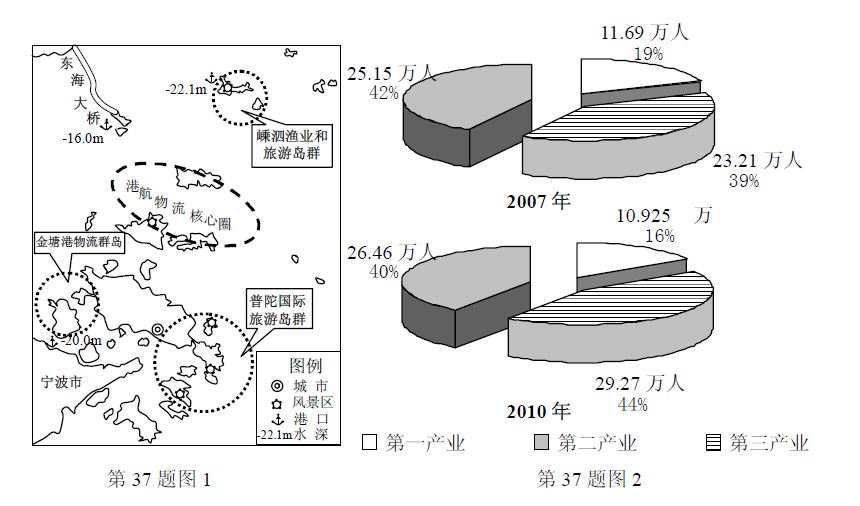 东
海
大
桥
-16.0m
-22.1m
嵊泗渔业和
旅游岛群
港航物流核心圈
金塘港物流群岛
普陀国际
旅游岛群
-20.0m
宁波市
图例
城 市
风景区
港 口
-22.1m水 深
第 37 题图 1
11.69 万人
19%
25.15 万人
42%
23.21 万人
39%
2007 年
10.925 万
16%
26.46 万人
40%
29.27 万人
44%
2010 年
第一产业
第二产业
第三产业
第 37 题图 2